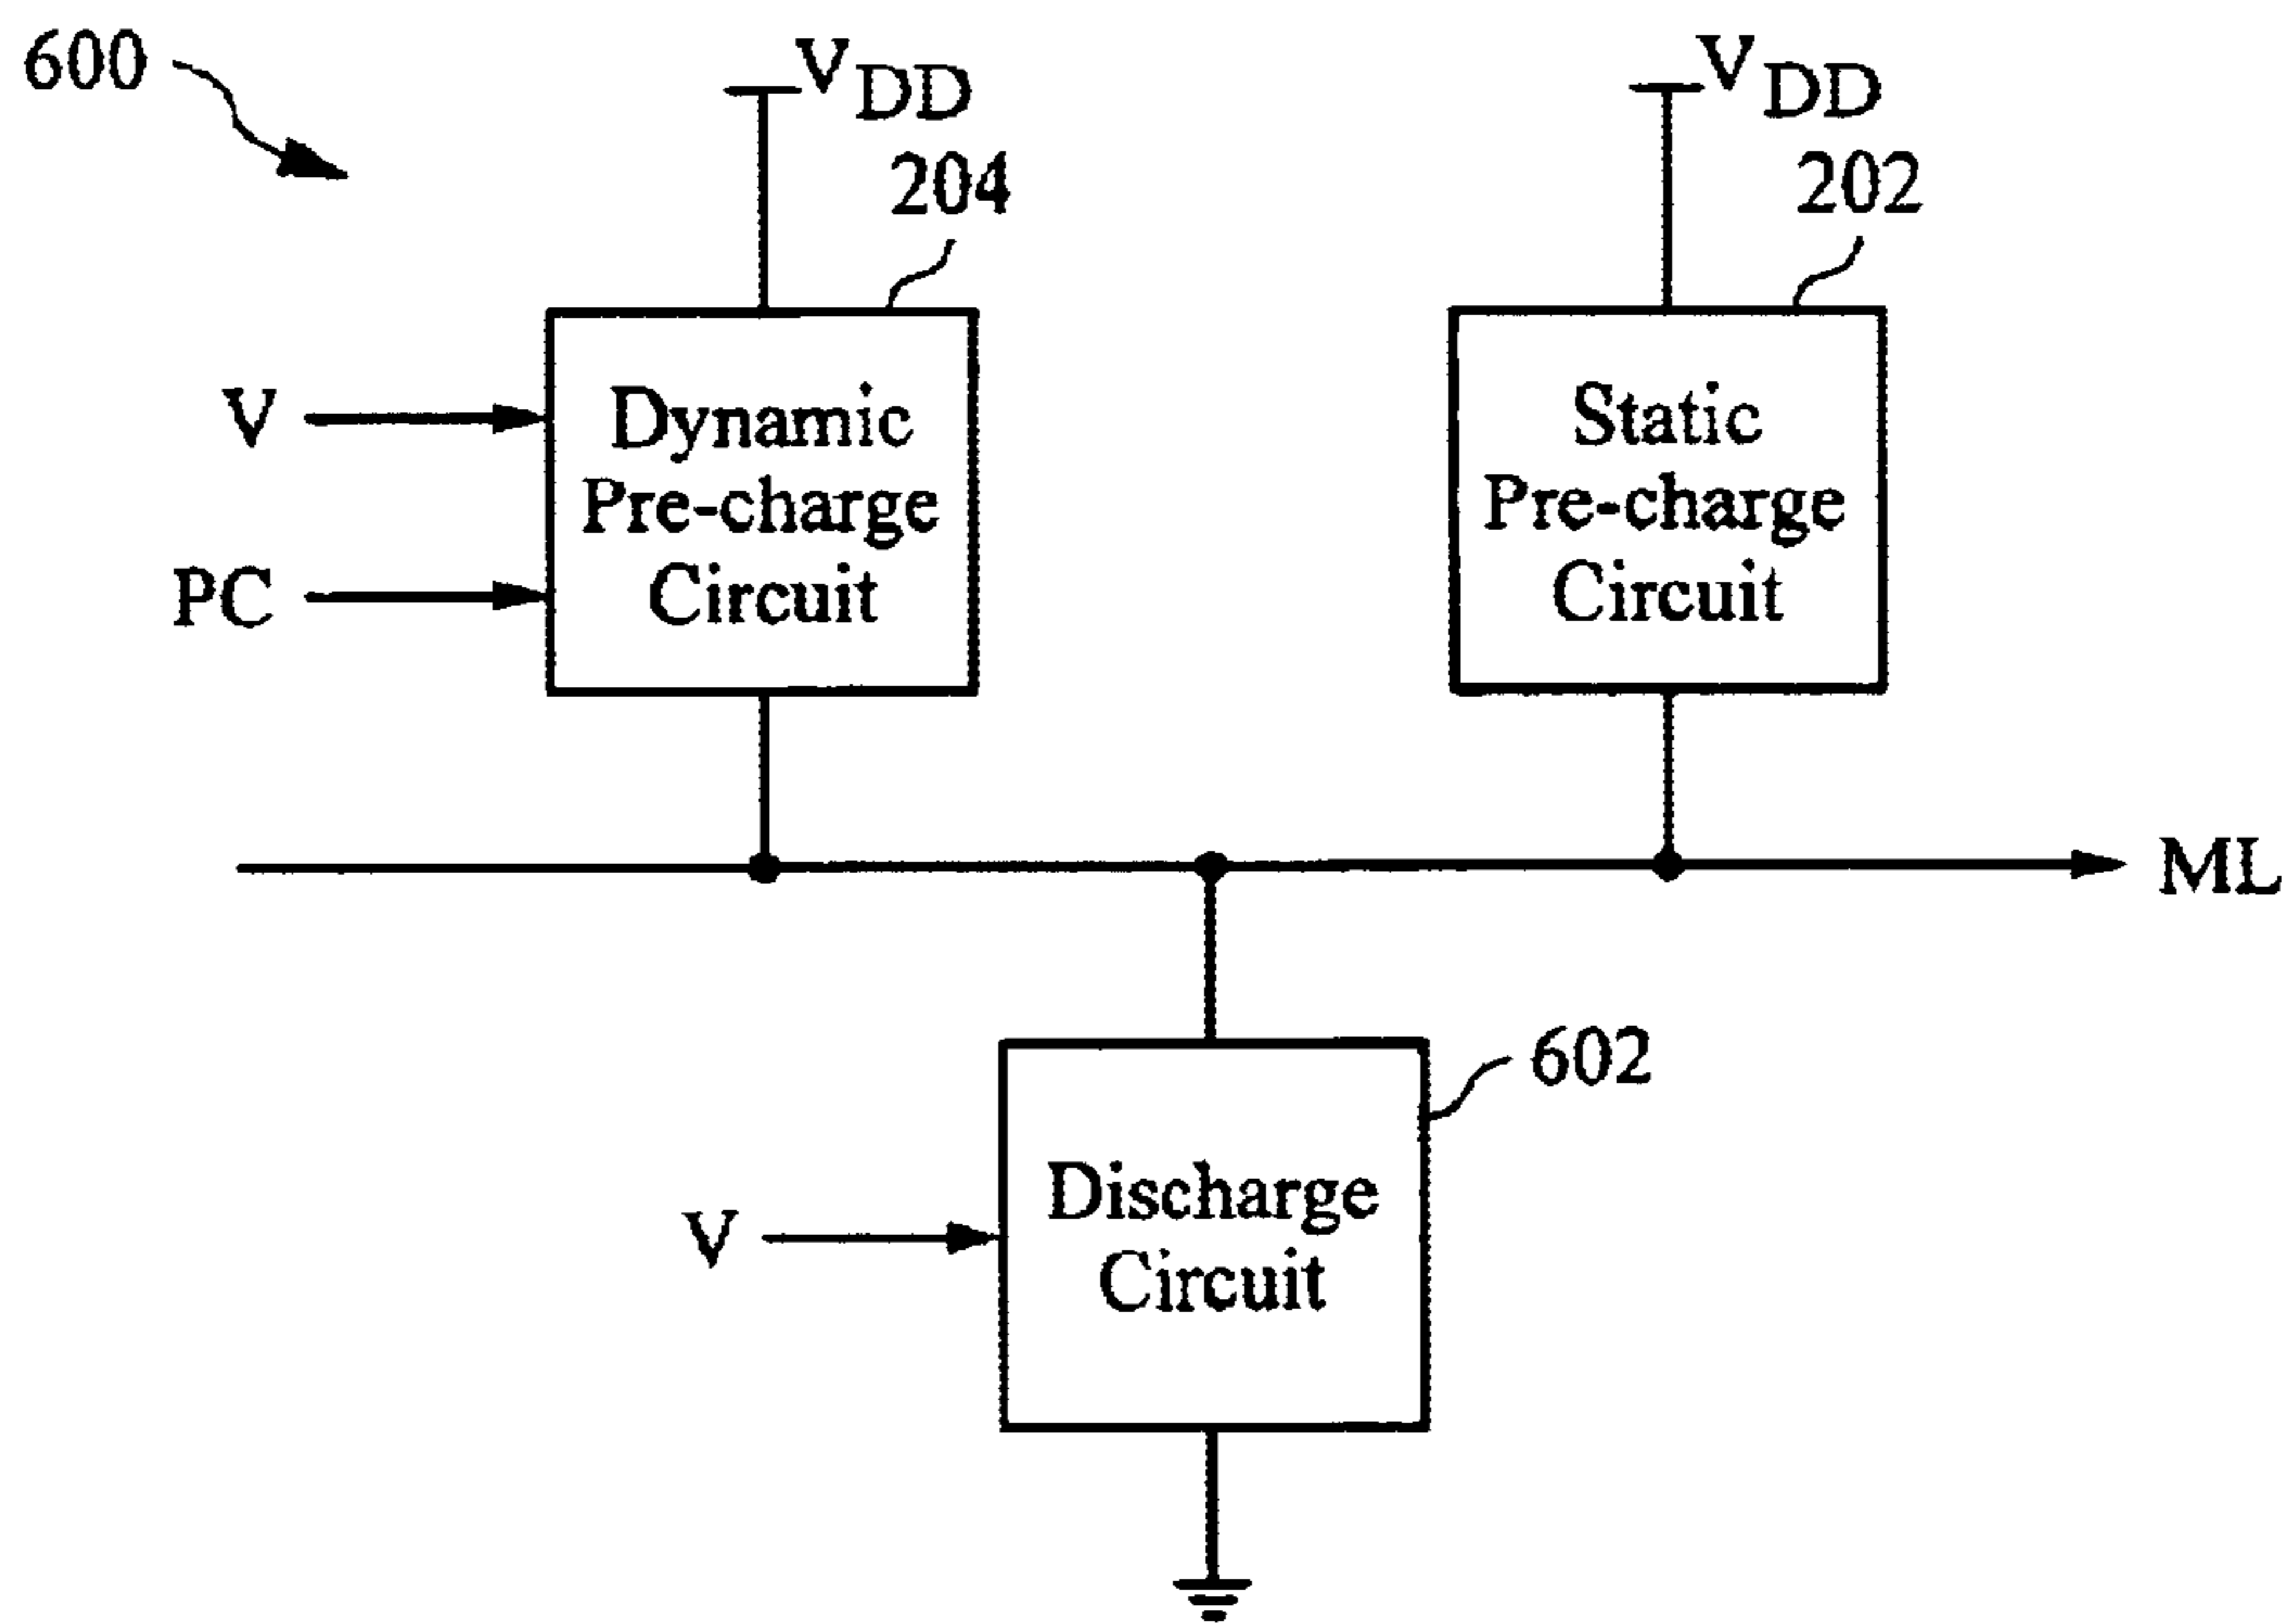 600
VDD
204
VDD
202
V
PC
Dynamic
Pre-charge
Circuit
Static
Pre-charge
Circuit
ML
602
V
Discharge
Circuit